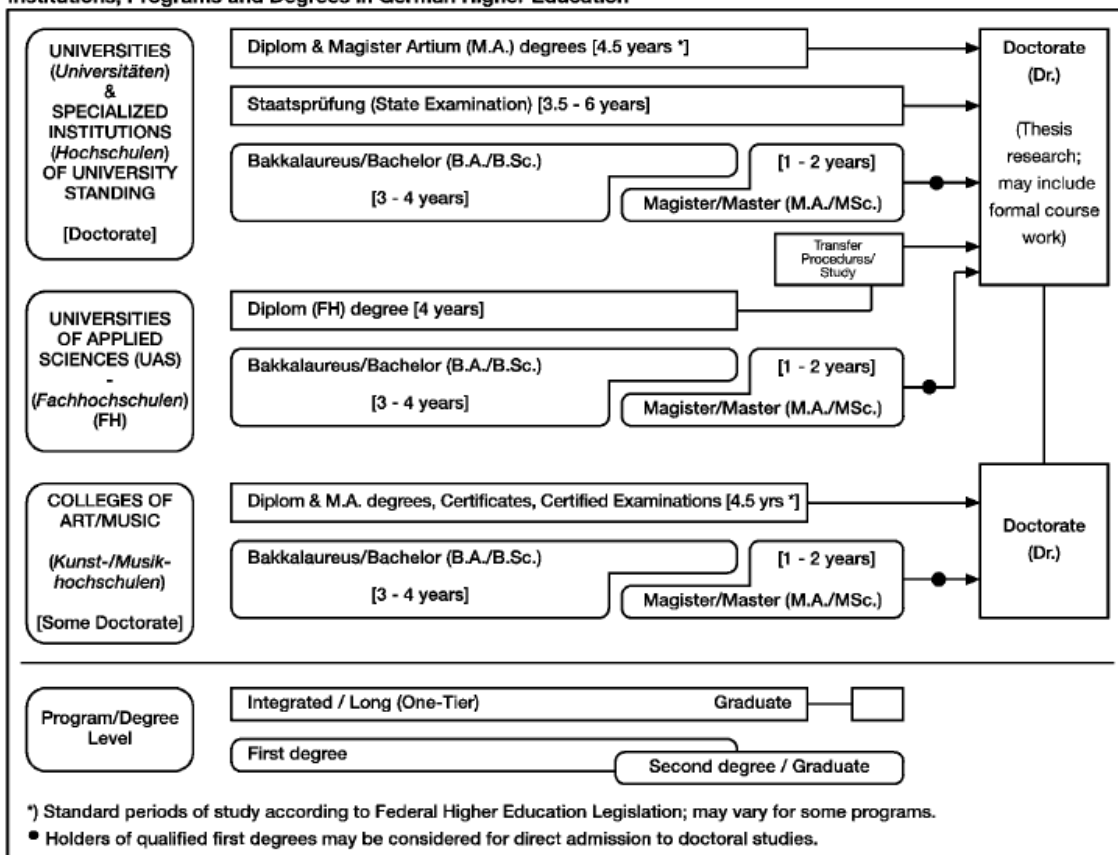 Institutions, Programs and Degrees in German Higher Education
UNIVERSITIES
(Universitäten)
&
SPECIALIZED
INSTITUTIONS
(Hochschulen)
OF UNIVERSITY
STANDING
[Doctorate]
Diplom & Magister Artium (M.A.) degrees [4.5 years *]
Staatsprüfung (State Examination) [3.5 - 6 years]
Bakkalaureus/Bachelor (B.A./B.Sc.)
[3 - 4 years]
[1 - 2 years]
Magister/Master (M.A./MSc.)
Transfer
Procedures/
Study
Doctorate
(Dr.)
(Thesis
research;
may include
formal course
work)
UNIVERSITIES
OF APPLIED
SCIENCES (UAS)
-
(Fachhochschulen)
(FH)
Diplom (FH) degree [4 years]
Bakkalaureus/Bachelor (B.A./B.Sc.)
[3 - 4 years]
[1 - 2 years]
Magister/Master (M.A./MSc.)
COLLEGES OF
ART/MUSIC
(Kunst-/Musik-
hochschulen)
[Some Doctorate]
Diplom & M.A. degrees, Certificates, Certified Examinations [4.5 yrs *]
Bakkalaureus/Bachelor (B.A./B.Sc.)
[3 - 4 years]
[1 - 2 years]
Magister/Master (M.A./MSc.)
Doctorate
(Dr.)
Program/Degree
Level
Integrated / Long (One-Tier) Graduate
First degree
Second degree / Graduate
*) Standard periods of study according to Federal Higher Education Legislation; may vary for some programs.
● Holders of qualified first degrees may be considered for direct admission to doctoral studies.